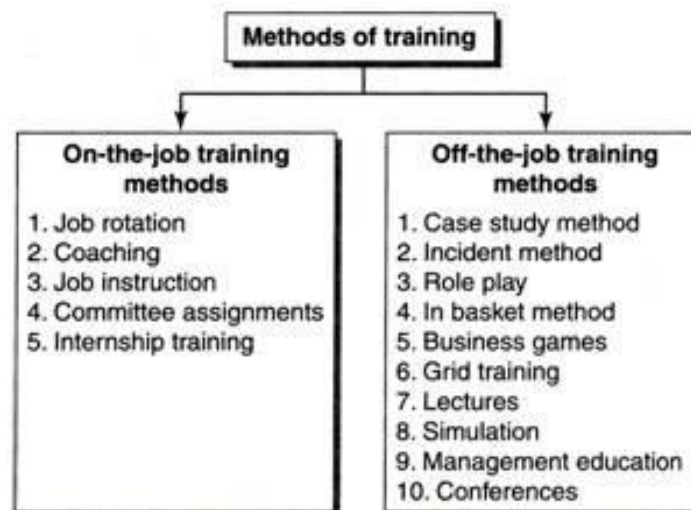 Methods of training
On-the-job training
methods
1. Job rotation
2. Coaching
3. Job instruction
4. Committee assignments
5. Internship training
Off-the-job training
methods
1. Case study method
2. Incident method
3. Role play
4. In basket method
5. Business games
6. Grid training
7. Lectures
8. Simulation
9. Management education
10. Conferences